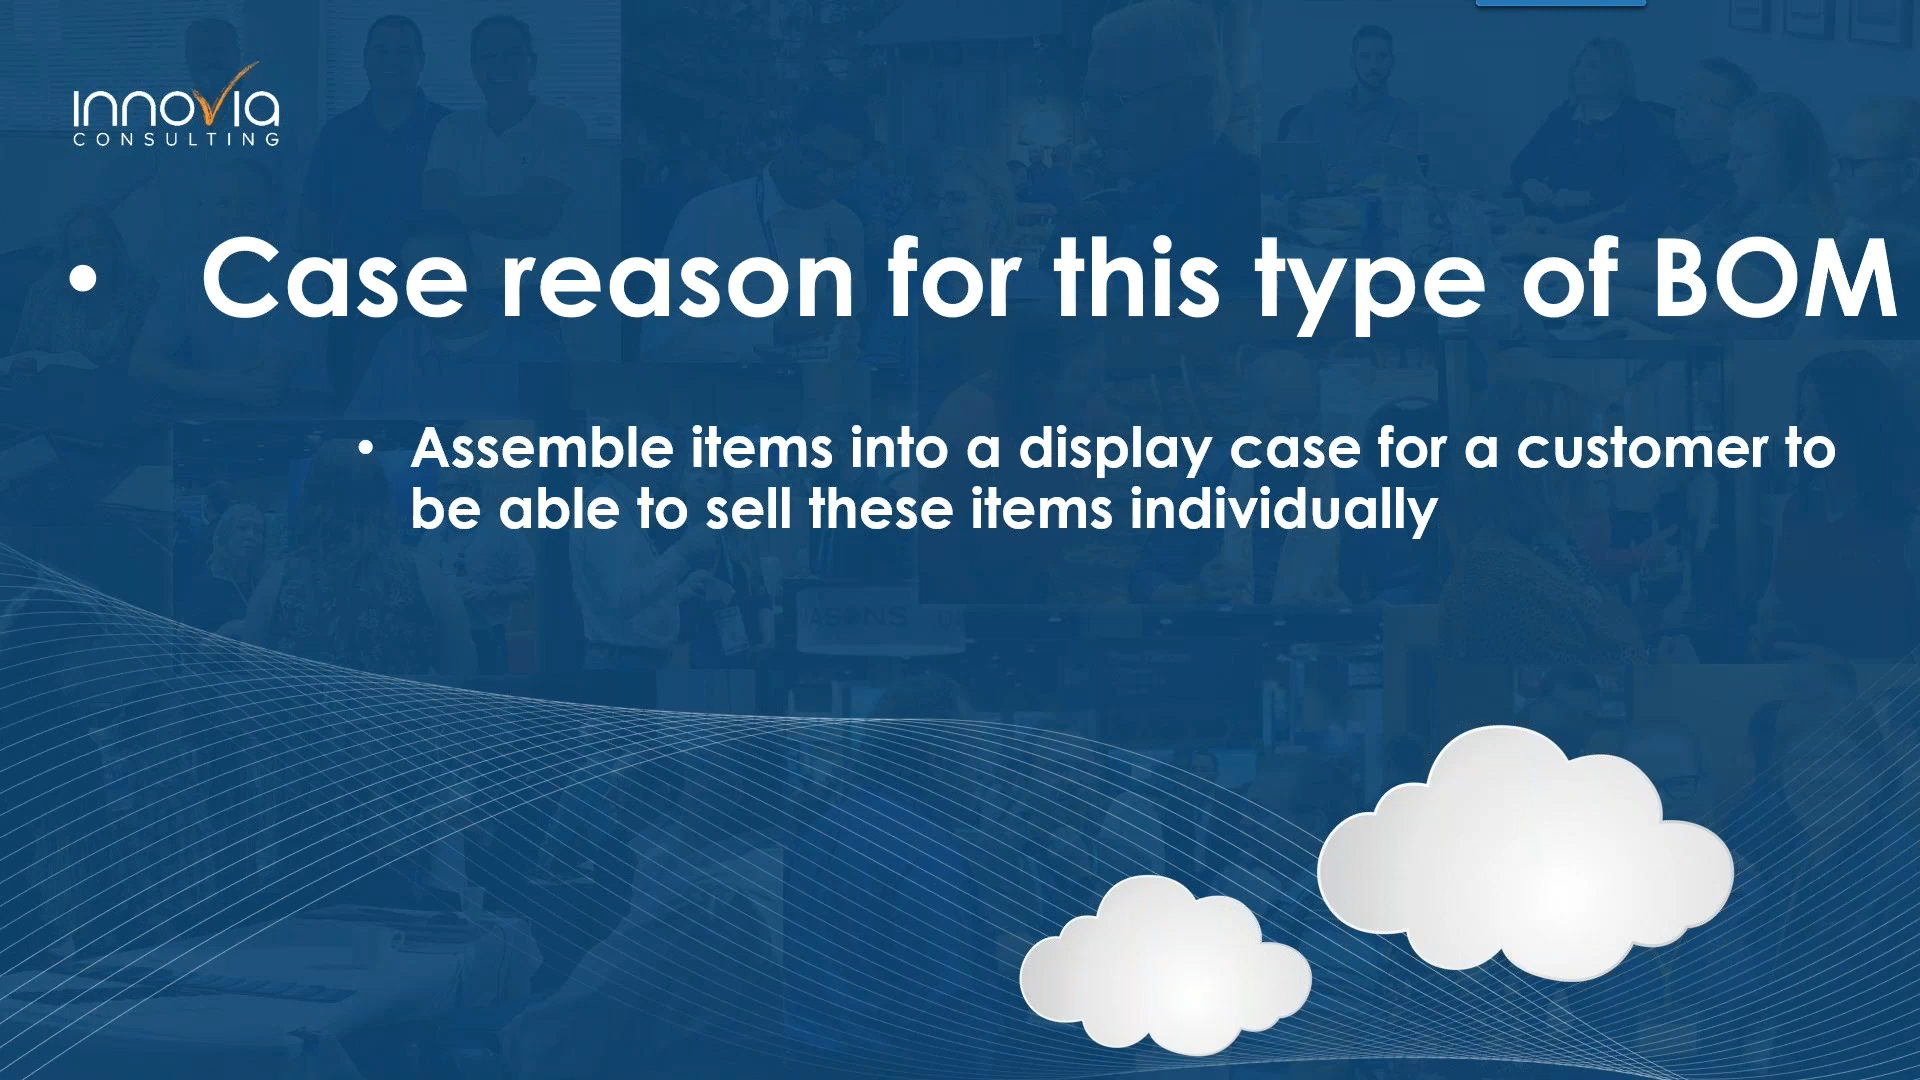 InnovIa
CONSULTING
• Case reason for this type of BOM
• Assemble items into a display case for a customer to
be able to sell these items individually